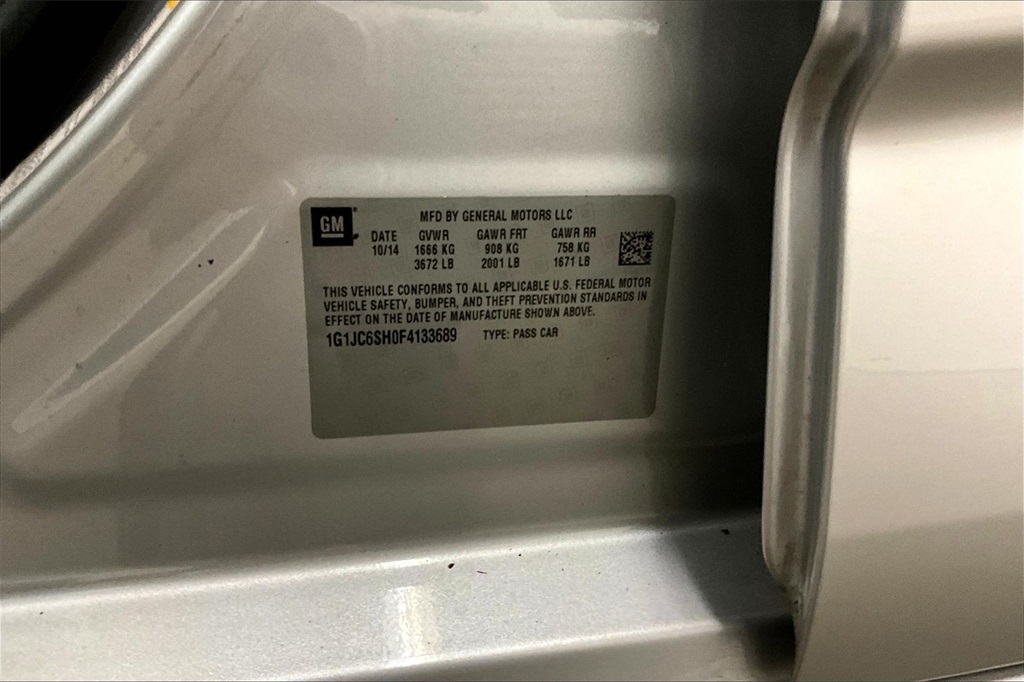 GM
MFD BY GENERAL MOTORS LLC
DATE GVWR GAWR FRT GAWR RR
10/14 1666 KG 908 KG 758 KG
3672 LB 2001 LB 1671 LB
THIS VEHICLE CONFORMS TO ALL APPLICABLE U.S. FEDERAL MOTOR
VEHICLE SAFETY, BUMPER, AND THEFT PREVENTION STANDARDS IN
EFFECT ON THE DATE OF MANUFACTURE SHOWN ABOVE.
1G1JC6SH0F4133689 TYPE: PASS CAR